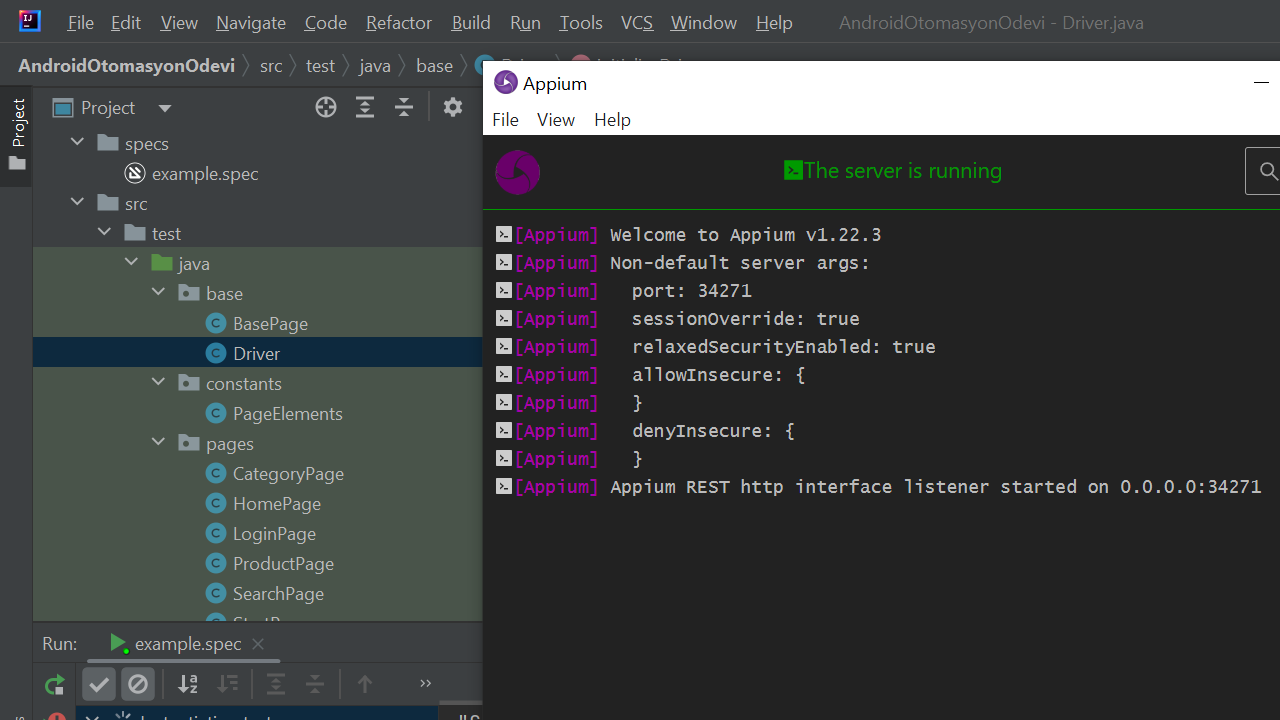 File Edit View Navigate Code Refactor Build Run Tools VCS Window Help AndroidOtomasyonOdevi - Driver.java
AndroidOtomasyonOdevi src test java base
Project
Project
specs
example.spec
src
test
java
base
BasePage
Driver
constants
PageElements
pages
CategoryPage
HomePage
LoginPage
ProductPage
SearchPage
Run: example.spec
Appium
File View Help
The server is running
[Appium] Welcome to Appium v1.22.3
[Appium] Non-default server args:
[Appium] port: 34271
[Appium] sessionOverride: true
[Appium] relaxedSecurityEnabled: true
[Appium] allowInsecure: {
[Appium] }
[Appium] denyInsecure: {
[Appium] }
[Appium] Appium REST http interface listener started on 0.0.0.0:34271